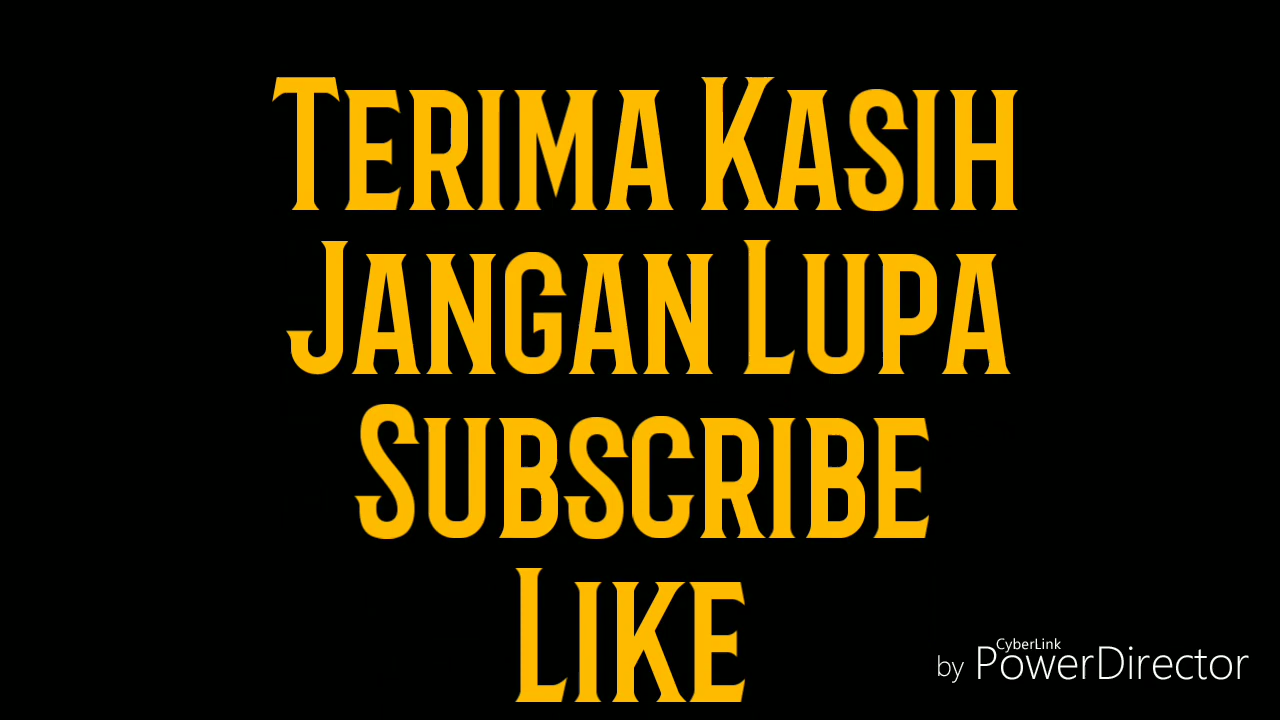 Terima Kasih
Jangan Lupa
Subscribe
Like
by CyberLink PowerDirector